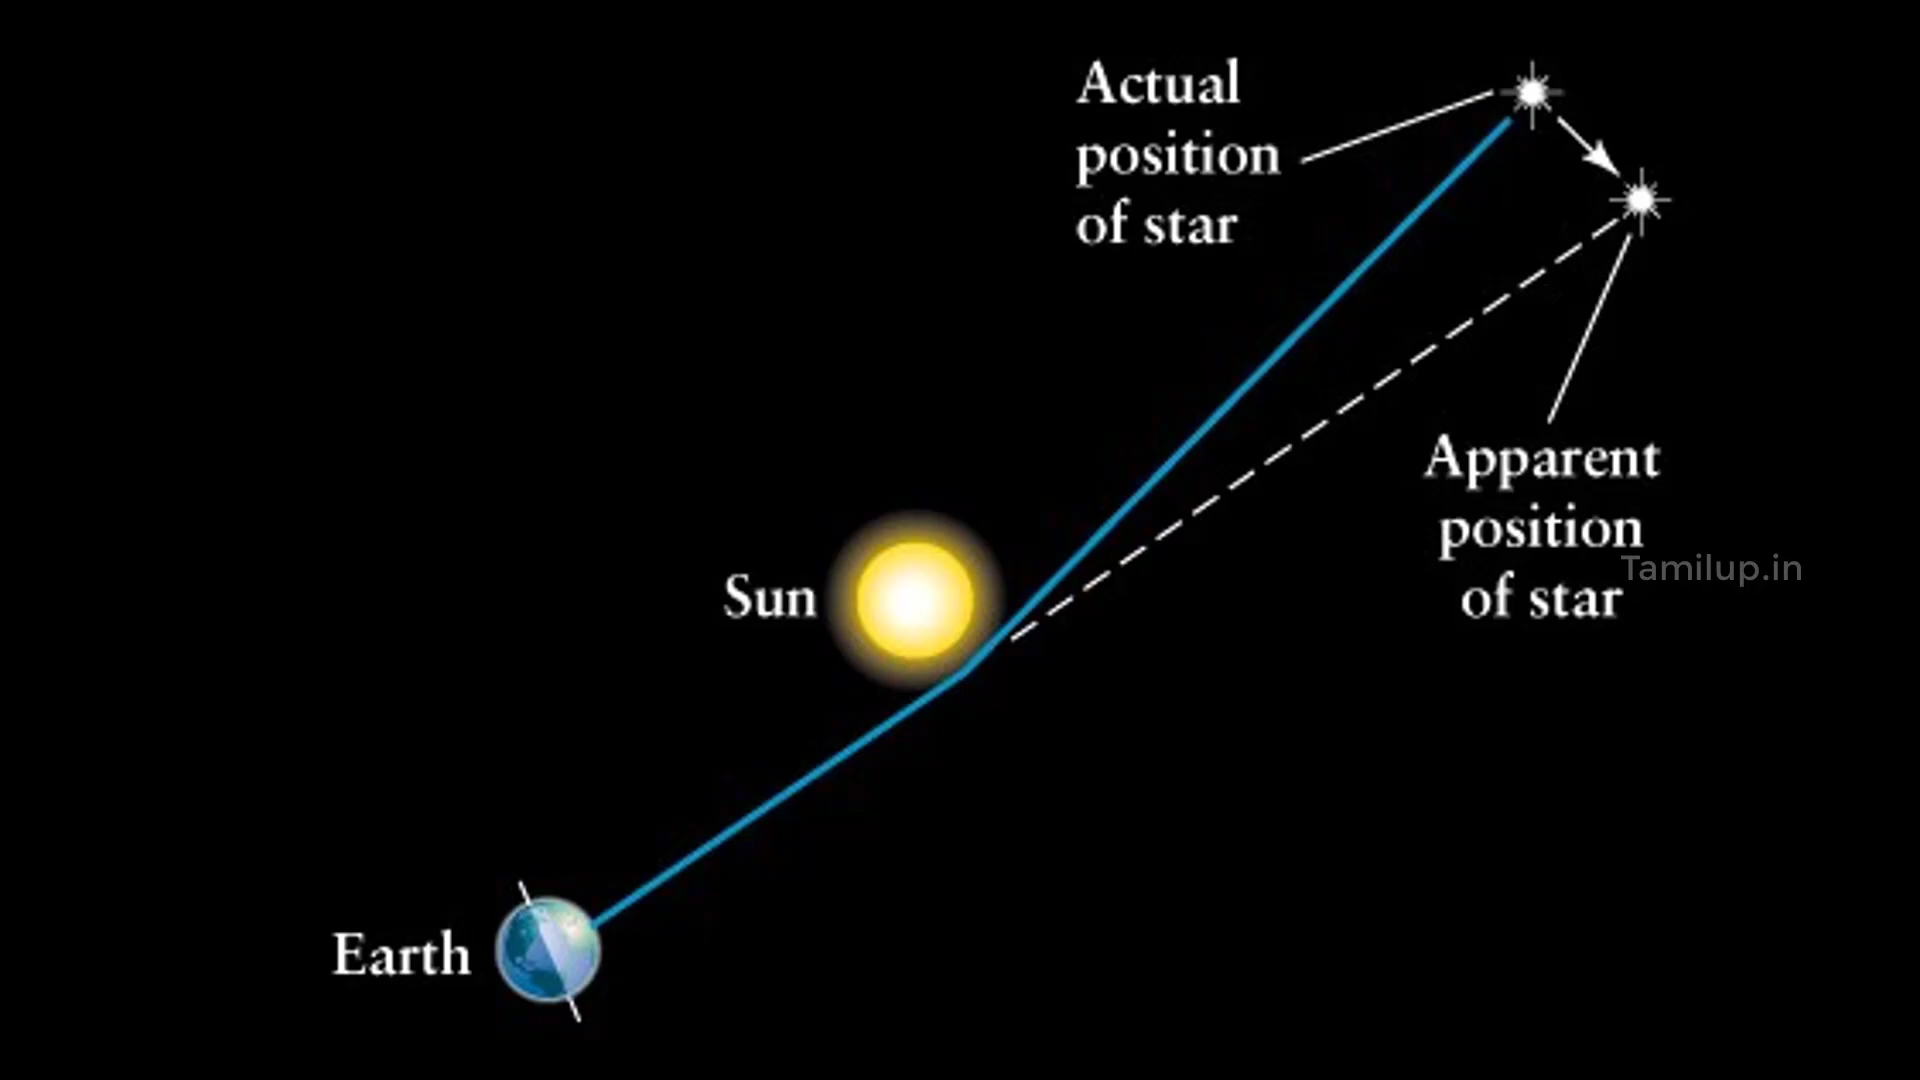 Actual
position
of star
Apparent
position
Tamilup.in
of star
Sun
Earth